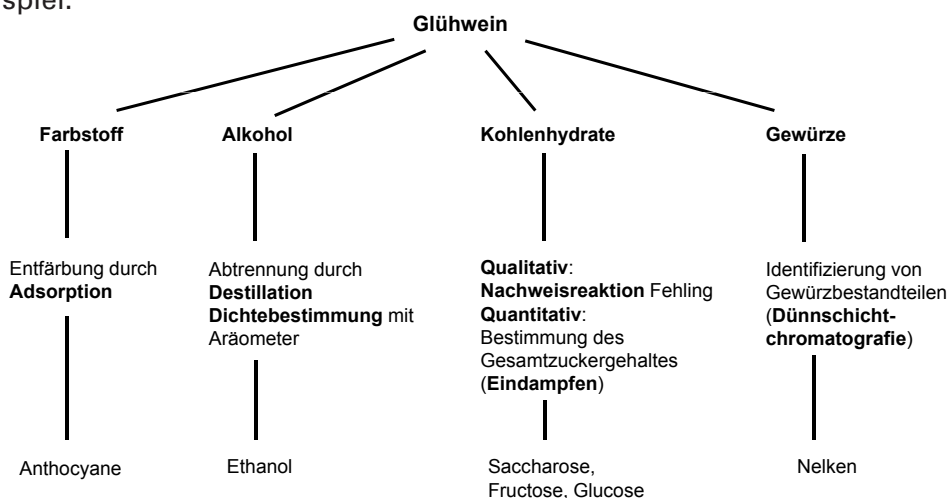 spiel.
Glühwein
Farbstoff
Alkohol
Kohlenhydrate
Gewürze
Entfärbung durch
Adsorption
Abtrennung durch
Destillation
Dichtebestimmung mit
Aräometer
Qualitativ:
Nachweisreaktion Fehling
Quantitativ:
Bestimmung des
Gesamtzuckergehaltes
(Eindampfen)
Identifizierung von
Gewürzbestandteilen
(Dünnschicht-
chromatografie)
Anthocyane
Ethanol
Saccharose,
Fructose, Glucose
Nelken